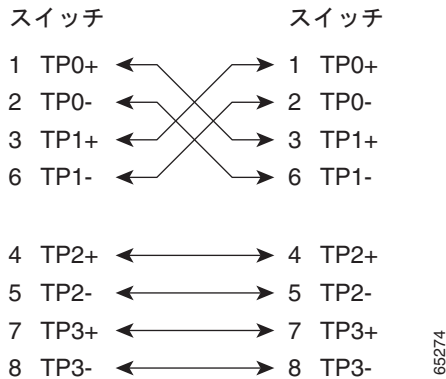 スイッチ スイッチ
1 TP0+ 1 TP0+
2 TP0- 2 TP0-
3 TP1+ 3 TP1+
6 TP1- 6 TP1-
4 TP2+ 4 TP2+
5 TP2- 5 TP2-
7 TP3+ 7 TP3+
8 TP3- 8 TP3-
65274